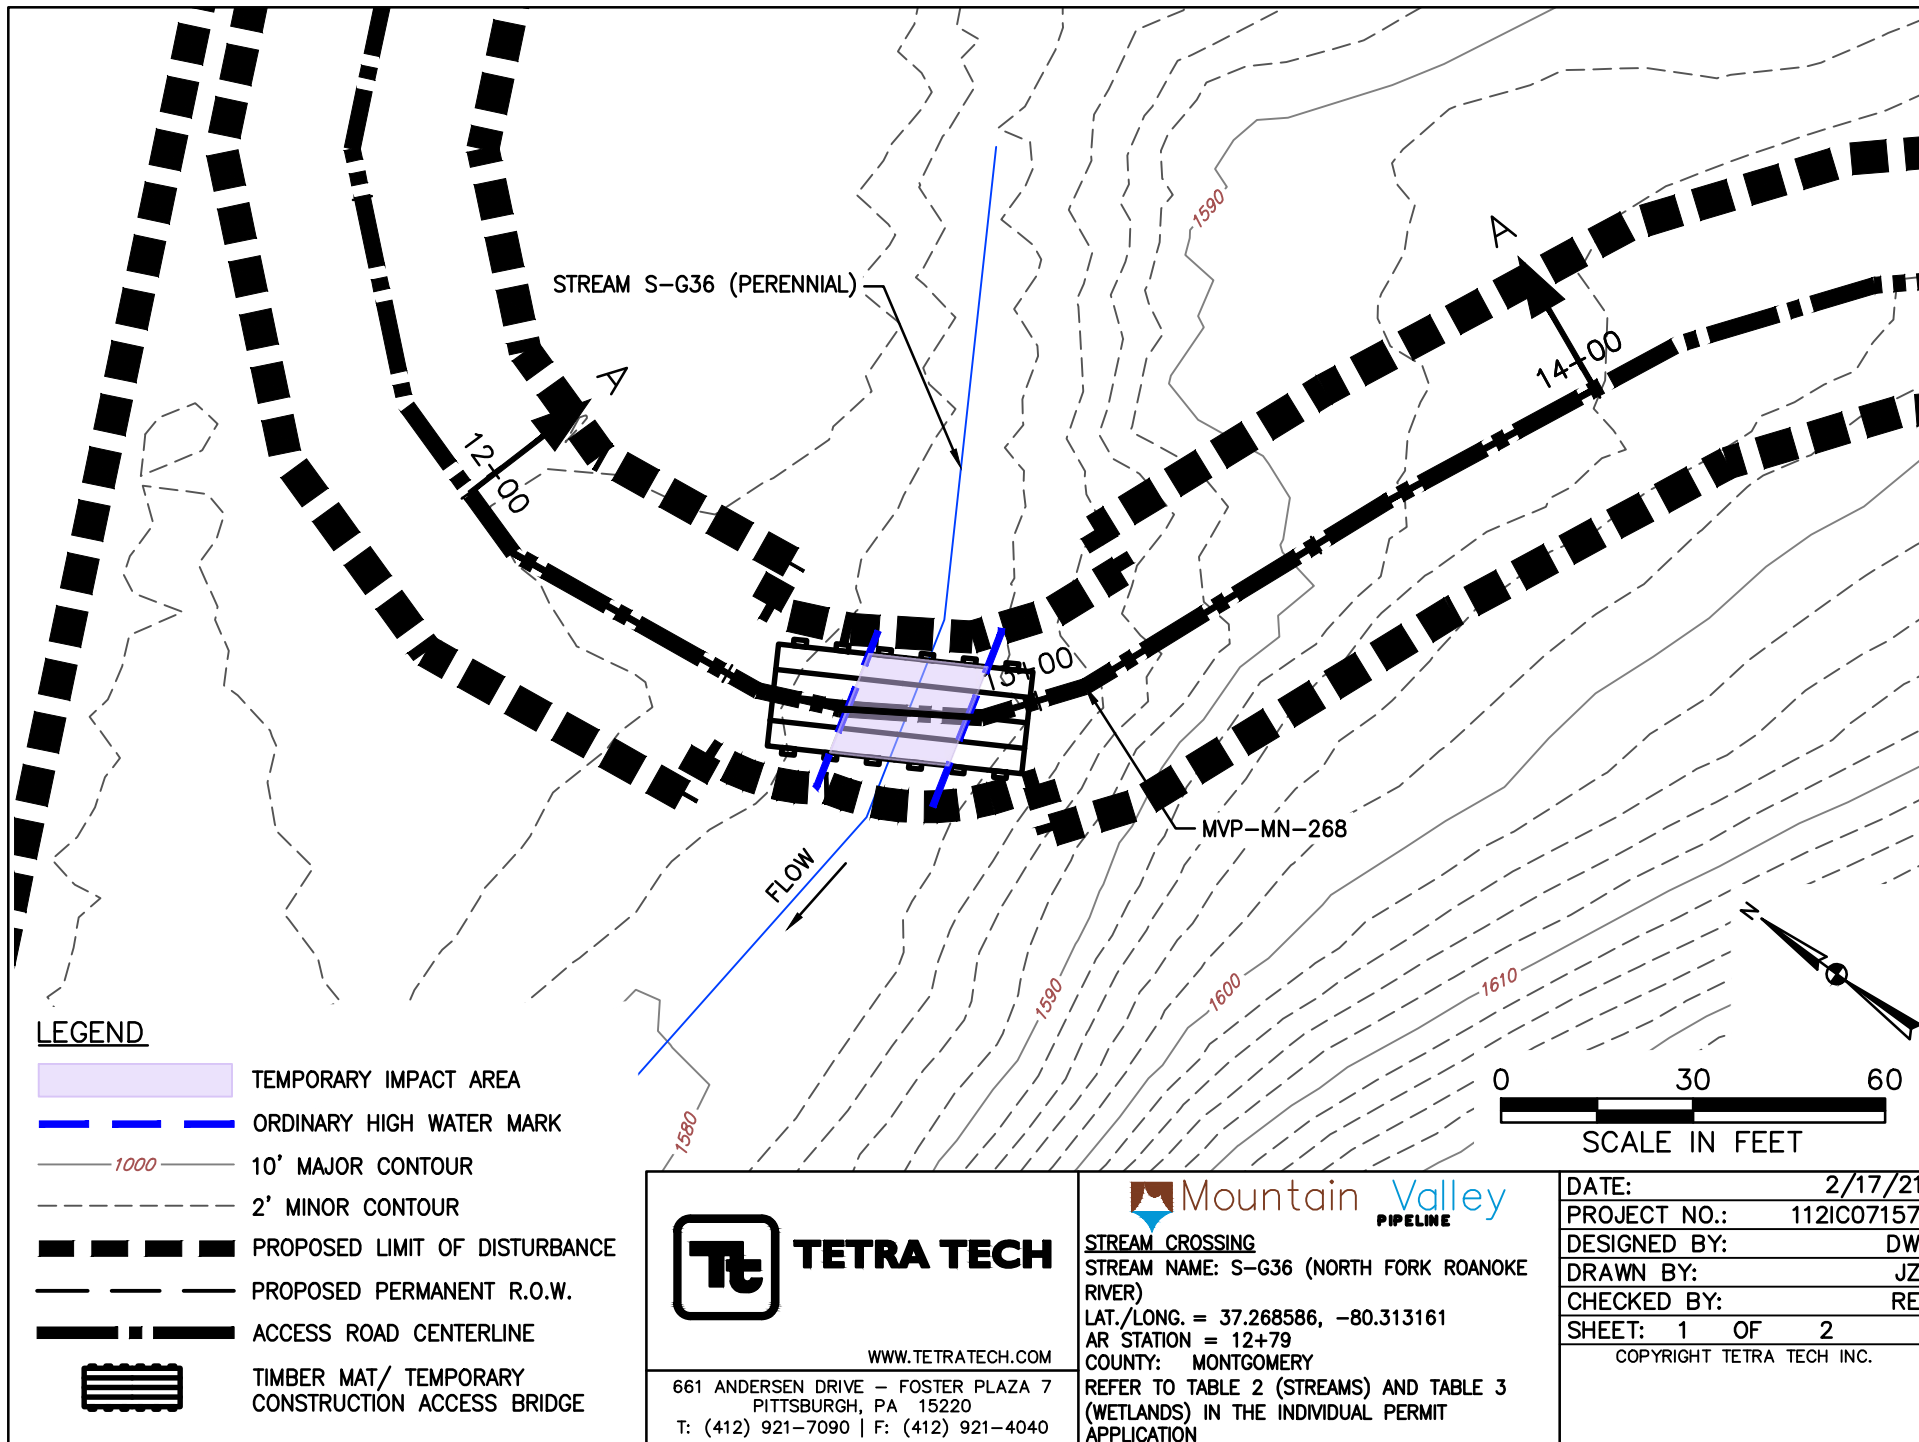 1590
A
STREAM S-G36 (PERENNIAL)
14+00
A
12+00
00
MVP-MN-268
FLOW
N
1590
1600
1610
1580
0 30 60
SCALE IN FEET
LEGEND
TEMPORARY IMPACT AREA
ORDINARY HIGH WATER MARK
1000
10' MAJOR CONTOUR
2' MINOR CONTOUR
PROPOSED LIMIT OF DISTURBANCE
PROPOSED PERMANENT R.O.W.
ACCESS ROAD CENTERLINE
TIMBER MAT/ TEMPORARY
CONSTRUCTION ACCESS BRIDGE
Tt
TETRA TECH
WWW.TETRATECH.COM
661 ANDERSEN DRIVE - FOSTER PLAZA 7
PITTSBURGH, PA 15220
T: (412) 921-7090 | F: (412) 921-4040
Mountain Valley
PIPELINE
STREAM CROSSING
STREAM NAME: S-G36 (NORTH FORK ROANOKE
RIVER)
LAT./LONG. = 37.268586, -80.313161
AR STATION = 12+79
COUNTY: MONTGOMERY
REFER TO TABLE 2 (STREAMS) AND TABLE 3
(WETLANDS) IN THE INDIVIDUAL PERMIT
APPLICATION
DATE: 2/17/21
PROJECT NO.: 112IC07157
DESIGNED BY: DW
DRAWN BY: JZ
CHECKED BY: RE
SHEET: 1 OF 2
COPYRIGHT TETRA TECH INC.